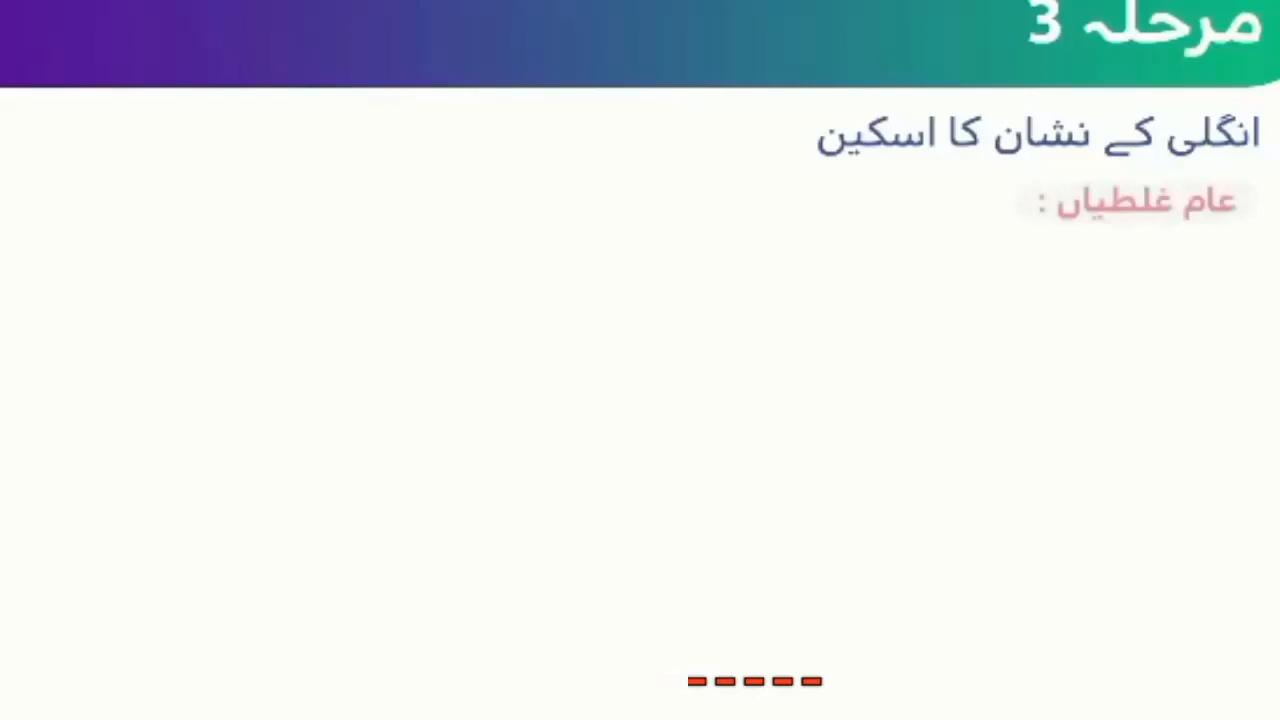 مرحلہ 3
انگلی کے نشان کا اسکین
عام غلطیاں :
-----